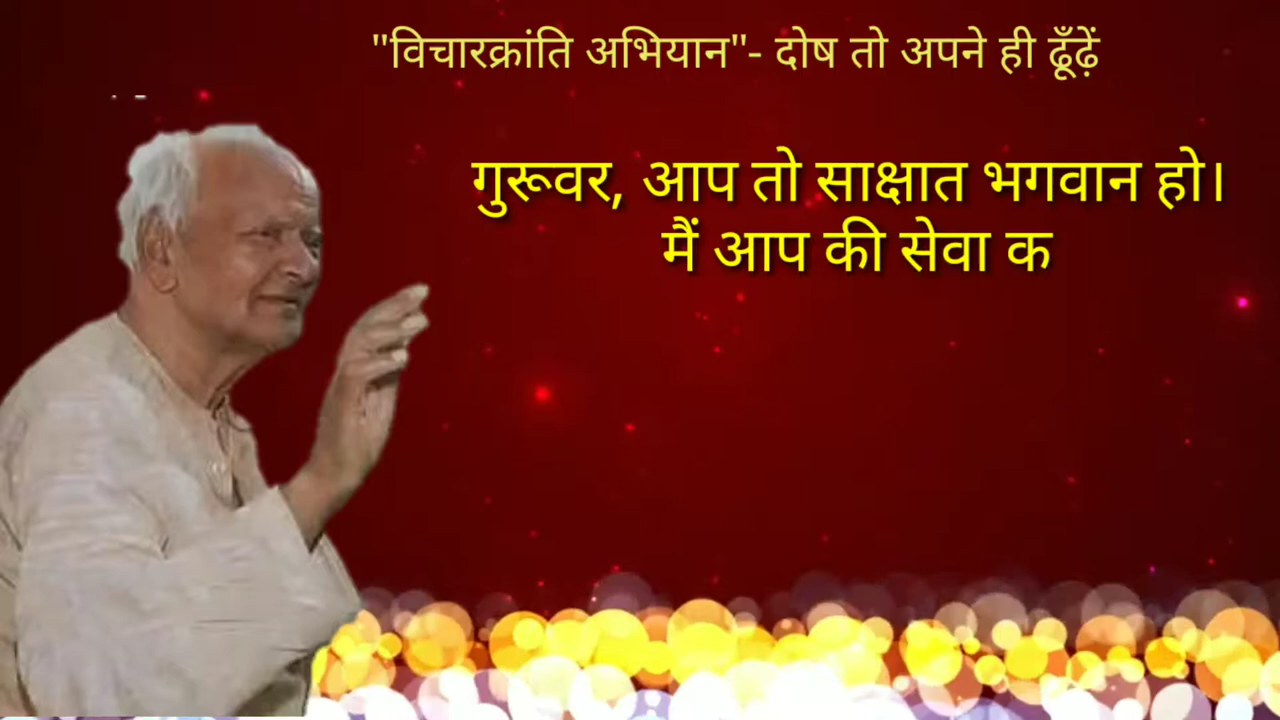 "विचारक्रांति अभियान"- दोष तो अपने ही ढूँढ़ें
गुरूवर, आप तो साक्षात भगवान हो।
मैं आप की सेवा क